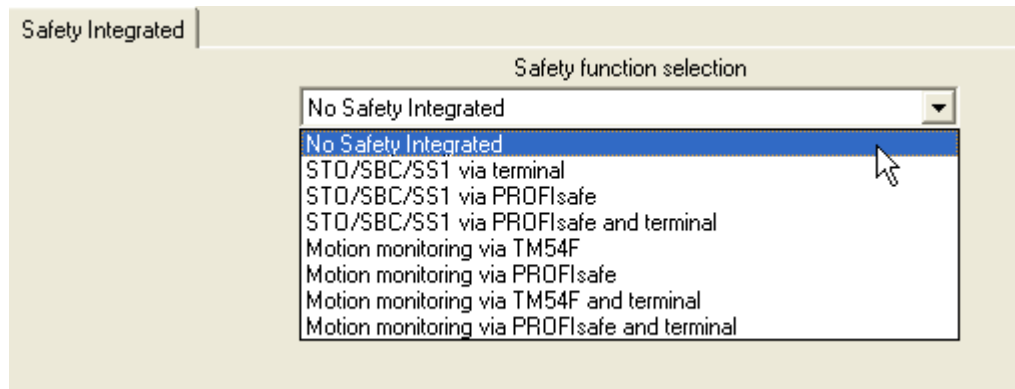 Safety Integrated
Safety function selection
No Safety Integrated
No Safety Integrated
STO/SBC/SS1 via terminal
STO/SBC/SS1 via PROFIsafe
STO/SBC/SS1 via PROFIsafe and terminal
Motion monitoring via TM54F
Motion monitoring via PROFIsafe
Motion monitoring via TM54F and terminal
Motion monitoring via PROFIsafe and terminal